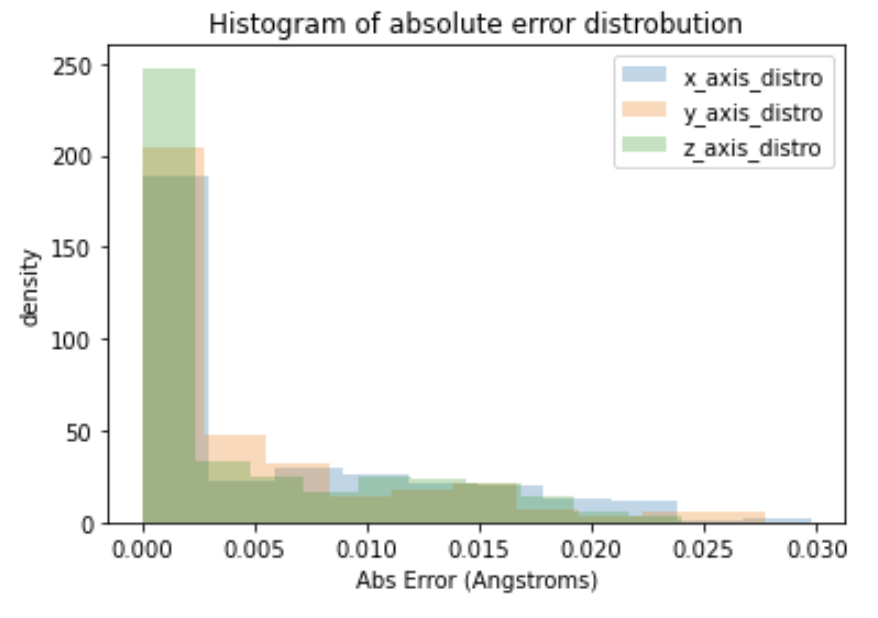 Histogram of absolute error distrobution
250
200
150
100
50
0
density
x_axis_distro
y_axis_distro
z_axis_distro
0.000 0.005 0.010 0.015 0.020 0.025 0.030
Abs Error (Angstroms)